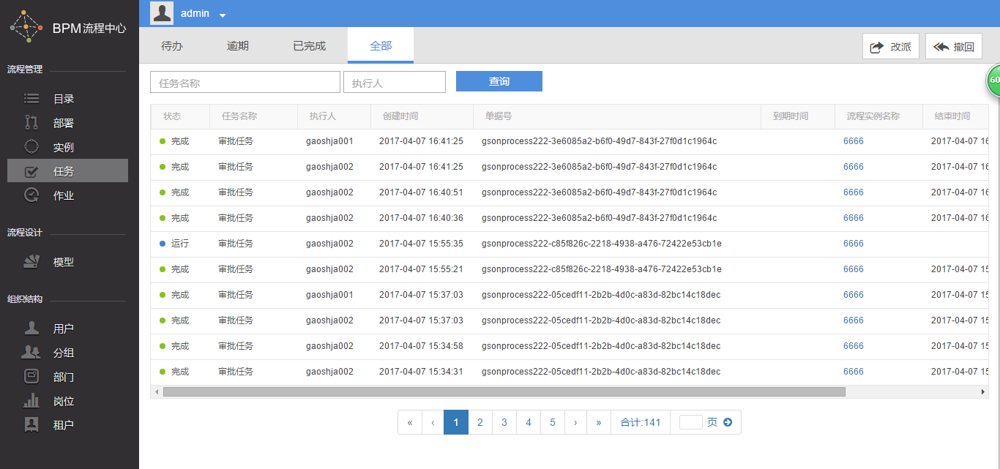 BPM流程中心
流程管理
目录
部署
实例
任务
作业
流程设计
模型
组织结构
用户
分组
部门
岗位
租户
admin
待办 逾期 已完成 全部 改派 撤回
任务名称 执行人 查询
60
状态 任务名称 执行人 创建时间 单据号 到期时间 流程实例名称 结束时间
完成 审批任务 gaoshja001 2017-04-07 16:41:25 gsonprocess222-3e6085a2-b6f0-49d7-843f-27f0d1c1964c 6666 2017-04-07 16
完成 审批任务 gaoshja002 2017-04-07 16:41:25 gsonprocess222-3e6085a2-b6f0-49d7-843f-27f0d1c1964c 6666 2017-04-07 16
完成 审批任务 gaoshja002 2017-04-07 16:40:51 gsonprocess222-3e6085a2-b6f0-49d7-843f-27f0d1c1964c 6666 2017-04-07 16
完成 审批任务 gaoshja002 2017-04-07 16:40:36 gsonprocess222-3e6085a2-b6f0-49d7-843f-27f0d1c1964c 6666 2017-04-07 16
运行 审批任务 gaoshja002 2017-04-07 15:55:35 gsonprocess222-c85f826c-2218-4938-a476-72422e53cb1e 6666
完成 审批任务 gaoshja002 2017-04-07 15:55:21 gsonprocess222-c85f826c-2218-4938-a476-72422e53cb1e 6666 2017-04-07 15
完成 审批任务 gaoshja001 2017-04-07 15:37:03 gsonprocess222-05cedf11-2b2b-4d0c-a83d-82bc14c18dec 6666 2017-04-07 15
完成 审批任务 gaoshja002 2017-04-07 15:37:03 gsonprocess222-05cedf11-2b2b-4d0c-a83d-82bc14c18dec 6666 2017-04-07 15
完成 审批任务 gaoshja002 2017-04-07 15:34:58 gsonprocess222-05cedf11-2b2b-4d0c-a83d-82bc14c18dec 6666 2017-04-07 15
完成 审批任务 gaoshja002 2017-04-07 15:34:31 gsonprocess222-05cedf11-2b2b-4d0c-a83d-82bc14c18dec 6666 2017-04-07 15
« ‹ 1 2 3 4 5 › » 合计:141 页